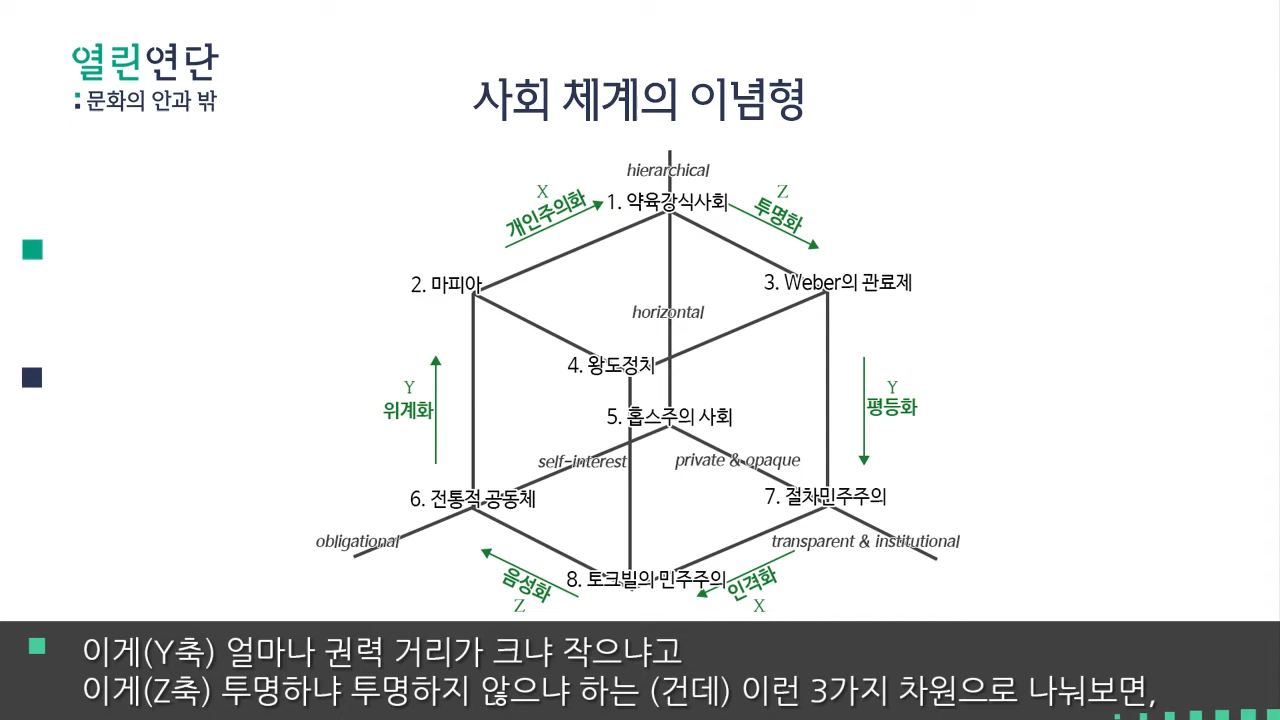 열린연단
:문화의 안과 밖
사회 체계의 이념형
hierarchical
X
개인주의화
1. 약육강식사회
Z
투명화
2. 마피아
3. Weber의 관료제
horizontal
4. 왕도정치
Y
위계화
Y
평등화
5. 홉스주의 사회
self-interest
private & opaque
6. 전통적 공동체
7. 절차민주주의
obligational
transparent & institutional
음성화
Z
8. 토크빌의 민주주의
인격화
X
이게(Y축) 얼마나 권력 거리가 크냐 작으냐고
이게(Z축) 투명하냐 투명하지 않으냐 하는 (건데) 이런 3가지 차원으로 나눠보면,